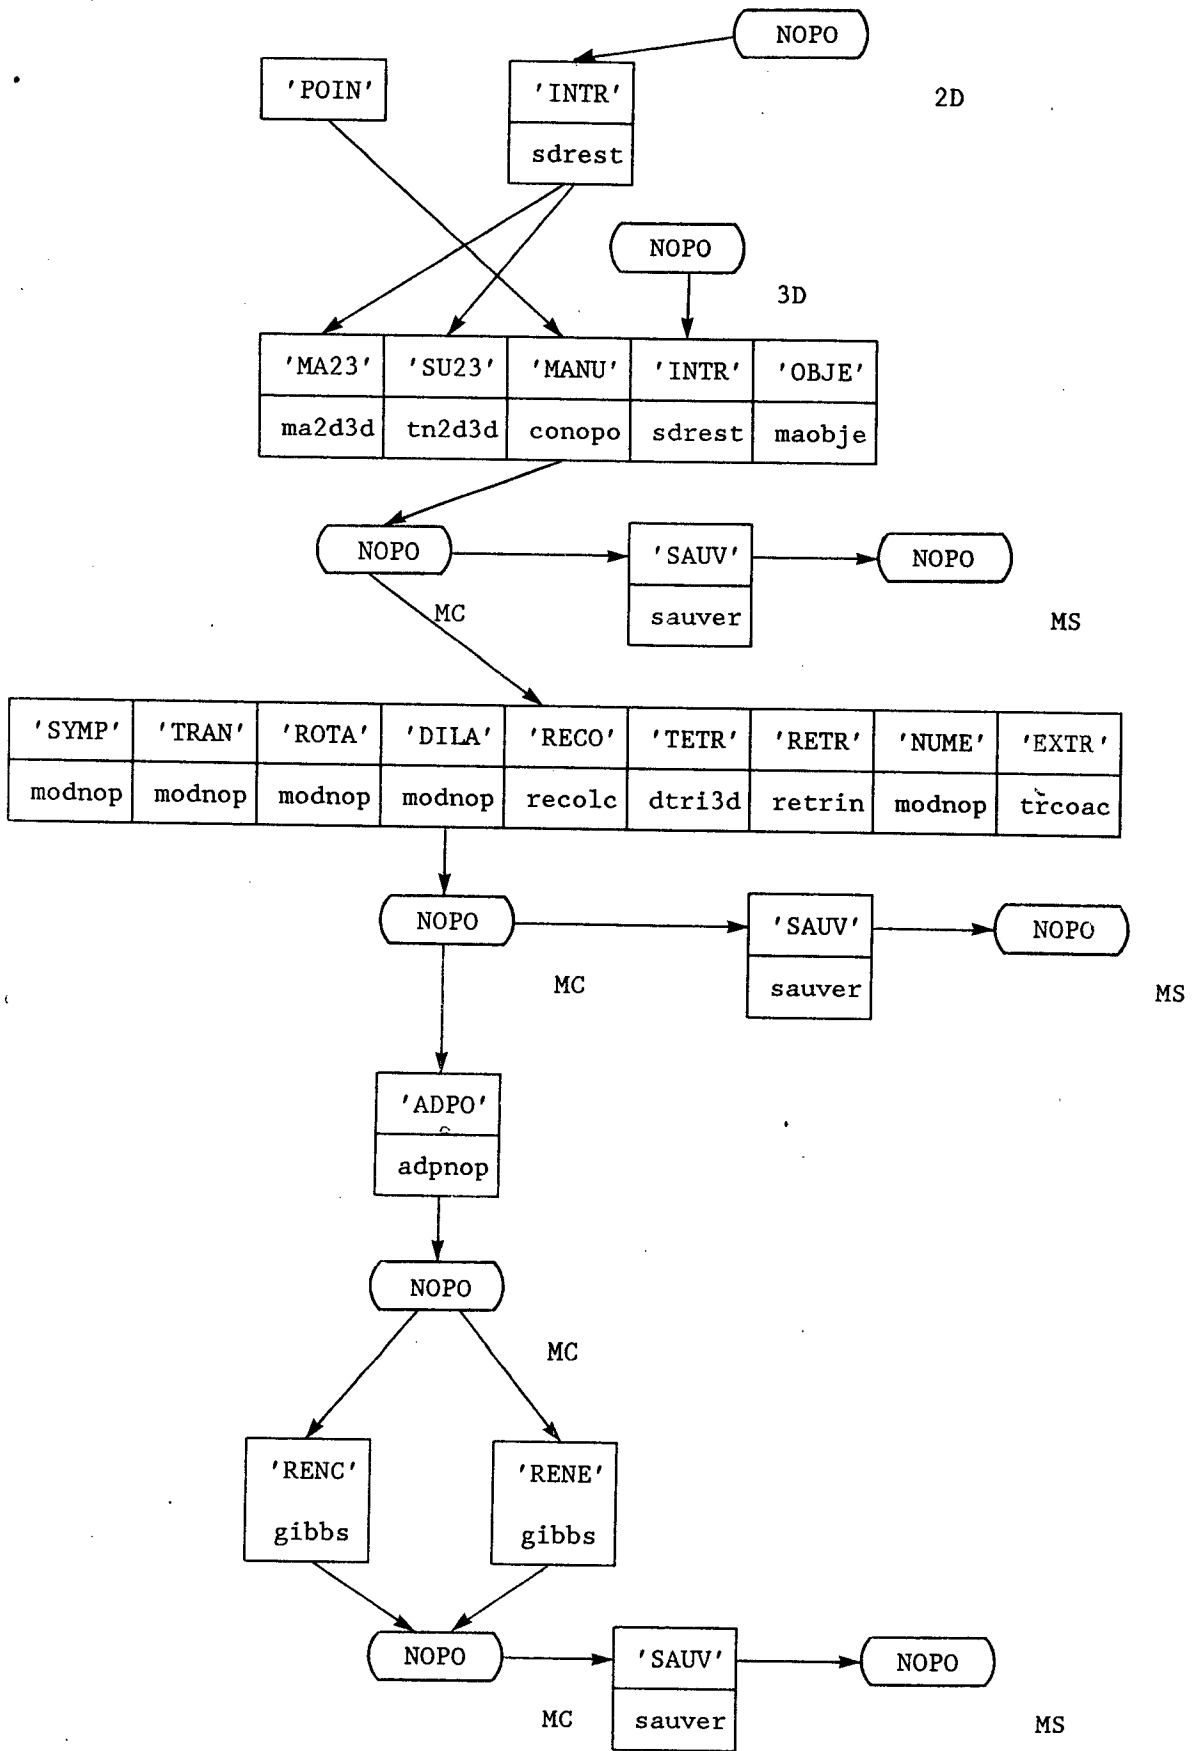 NOPO
'POIN' 'INTR' 2D
sdrest
NOPO
3D
'MA23' 'SU23' 'MANU' 'INTR' 'OBJE'
ma2d3d tn2d3d conopo sdrest maobje
NOPO 'SAUV' NOPO
MC sauver MS
'SYMP' 'TRAN' 'ROTA' 'DILA' 'RECO' 'TETR' 'RETR' 'NUME' 'EXTR'
modnop modnop modnop modnop recolc dtri3d retrin modnop trcoac
NOPO 'SAUV' NOPO
MC sauver MS
'ADPO'
adpnop
NOPO
MC
'RENC' 'RENE'
gibbs gibbs
NOPO 'SAUV' NOPO
MC sauver MS